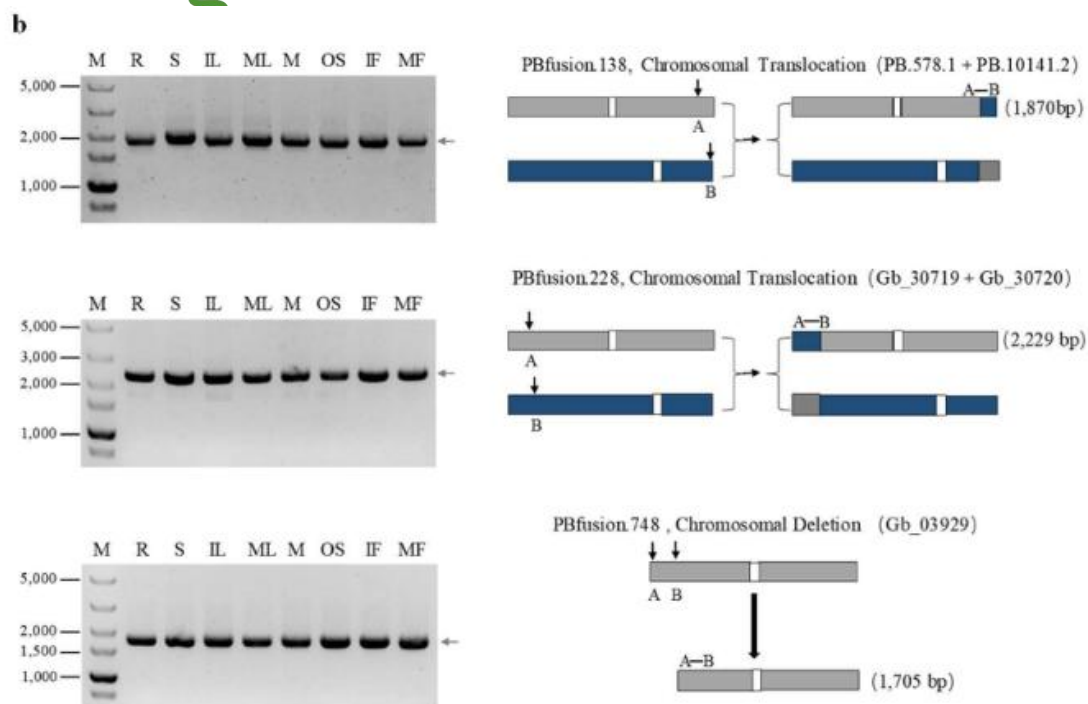 b
M R S IL ML M OS IF MF
5,000
2,000
1,000
PBfusion.138, Chromosomal Translocation (PB.578.1 + PB.10141.2)
A—B
(1,870bp)
A
B
M R S IL ML M OS IF MF
5,000
3,000
2,000
1,000
PBfusion.228, Chromosomal Translocation (Gb_30719 + Gb_30720)
A—B
(2,229 bp)
A
B
M R S IL ML M OS IF MF
5,000
2,000
1,500
1,000
PBfusion.748 , Chromosomal Deletion (Gb_03929)
A B
A—B
(1,705 bp)